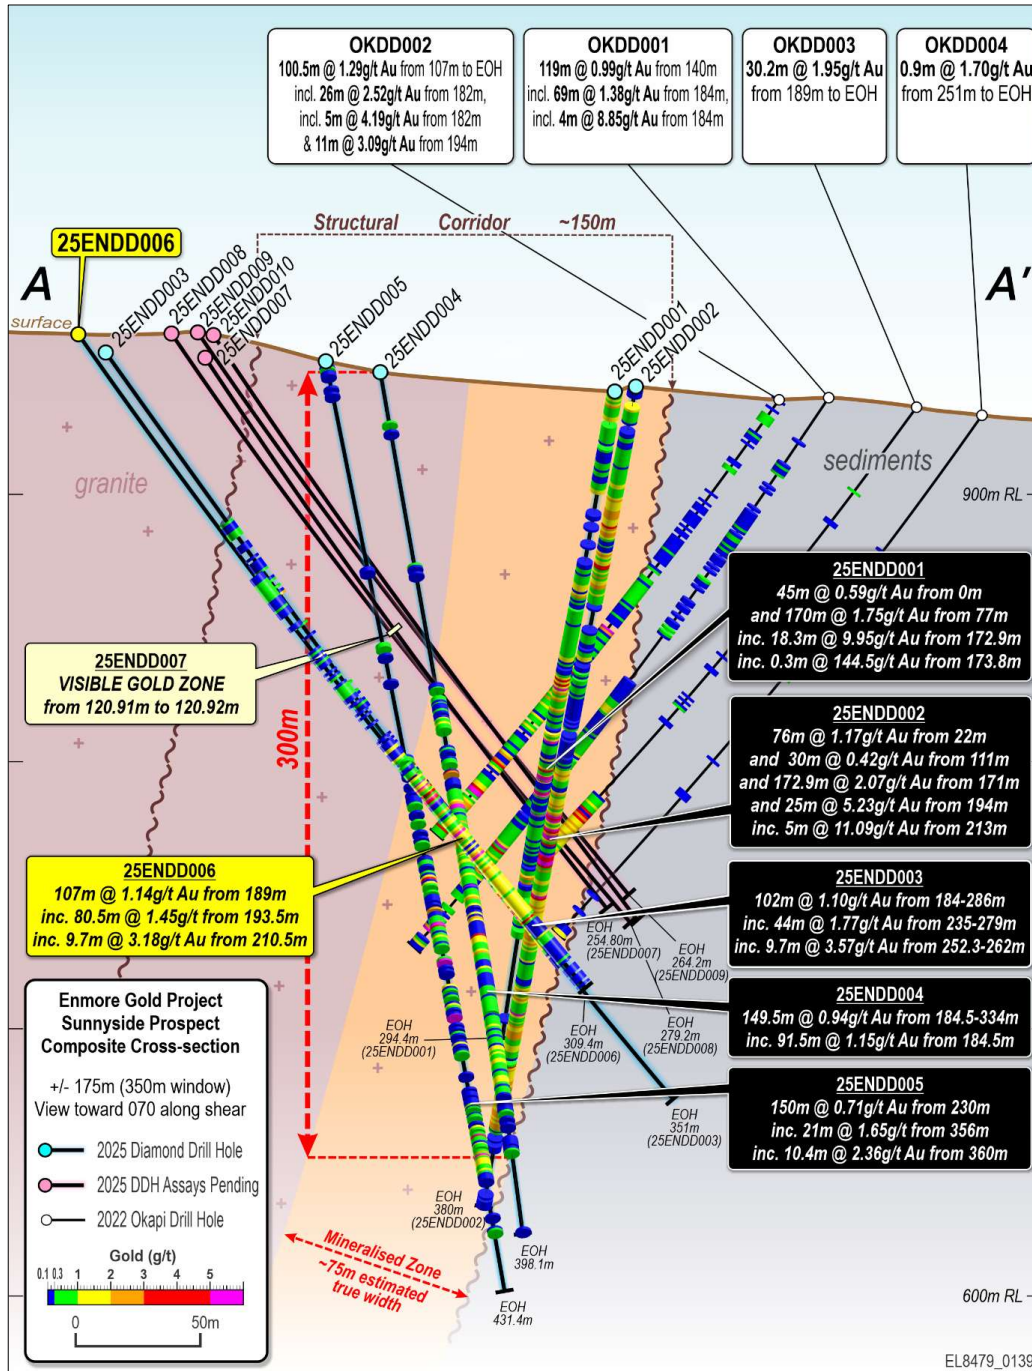 OKDD002
100.5m @ 1.29g/t Au from 107m to EOH
incl. 26m @ 2.52g/t Au from 182m,
incl. 5m @ 4.19g/t Au from 182m
& 11m @ 3.09g/t Au from 194m
OKDD001
119m @ 0.99g/t Au from 140m
incl. 69m @ 1.38g/t Au from 184m,
incl. 4m @ 8.85g/t Au from 184m
OKDD003
30.2m @ 1.95g/t Au
from 189m to EOH
OKDD004
0.9m @ 1.70g/t Au
from 251m to EOH
Structural Corridor ~150m
25ENDD006
A
A'
surface
25ENDD003
25ENDD008
25ENDD009
25ENDD010
25ENDD007
25ENDD005
25ENDD004
25ENDD001
25ENDD002
granite
sediments
900m RL
300m
25ENDD007
VISIBLE GOLD ZONE
from 120.91m to 120.92m
25ENDD001
45m @ 0.59g/t Au from 0m
and 170m @ 1.75g/t Au from 77m
inc. 18.3m @ 9.95g/t Au from 172.9m
inc. 0.3m @ 144.5g/t Au from 173.8m
25ENDD002
76m @ 1.17g/t Au from 22m
and 30m @ 0.42g/t Au from 111m
and 172.9m @ 2.07g/t Au from 171m
and 25m @ 5.23g/t Au from 194m
inc. 5m @ 11.09g/t Au from 213m
25ENDD006
107m @ 1.14g/t Au from 189m
inc. 80.5m @ 1.45g/t from 193.5m
inc. 9.7m @ 3.18g/t Au from 210.5m
25ENDD003
102m @ 1.10g/t Au from 184-286m
inc. 44m @ 1.77g/t Au from 235-279m
inc. 9.7m @ 3.57g/t Au from 252.3-262m
25ENDD004
149.5m @ 0.94g/t Au from 184.5-334m
inc. 91.5m @ 1.15g/t Au from 184.5m
25ENDD005
150m @ 0.71g/t Au from 230m
inc. 21m @ 1.65g/t Au from 356m
inc. 10.4m @ 2.36g/t Au from 360m
EOH
254.80m
(25ENDD007)
EOH
264.2m
(25ENDD009)
EOH
279.2m
(25ENDD008)
EOH
309.4m
(25ENDD006)
EOH
294.4m
(25ENDD001)
EOH
351m
(25ENDD003)
EOH
380m
(25ENDD002)
EOH
398.1m
EOH
431.4m
Mineralised Zone
~75m estimated
true width
600m RL
Enmore Gold Project
Sunnyside Prospect
Composite Cross-section
+/- 175m (350m window)
View toward 070 along shear
2025 Diamond Drill Hole
2025 DDH Assays Pending
2022 Okapi Drill Hole
Gold (g/t)
0.1 0.3 1 2 3 4 5
0 50m
EL8479_0139